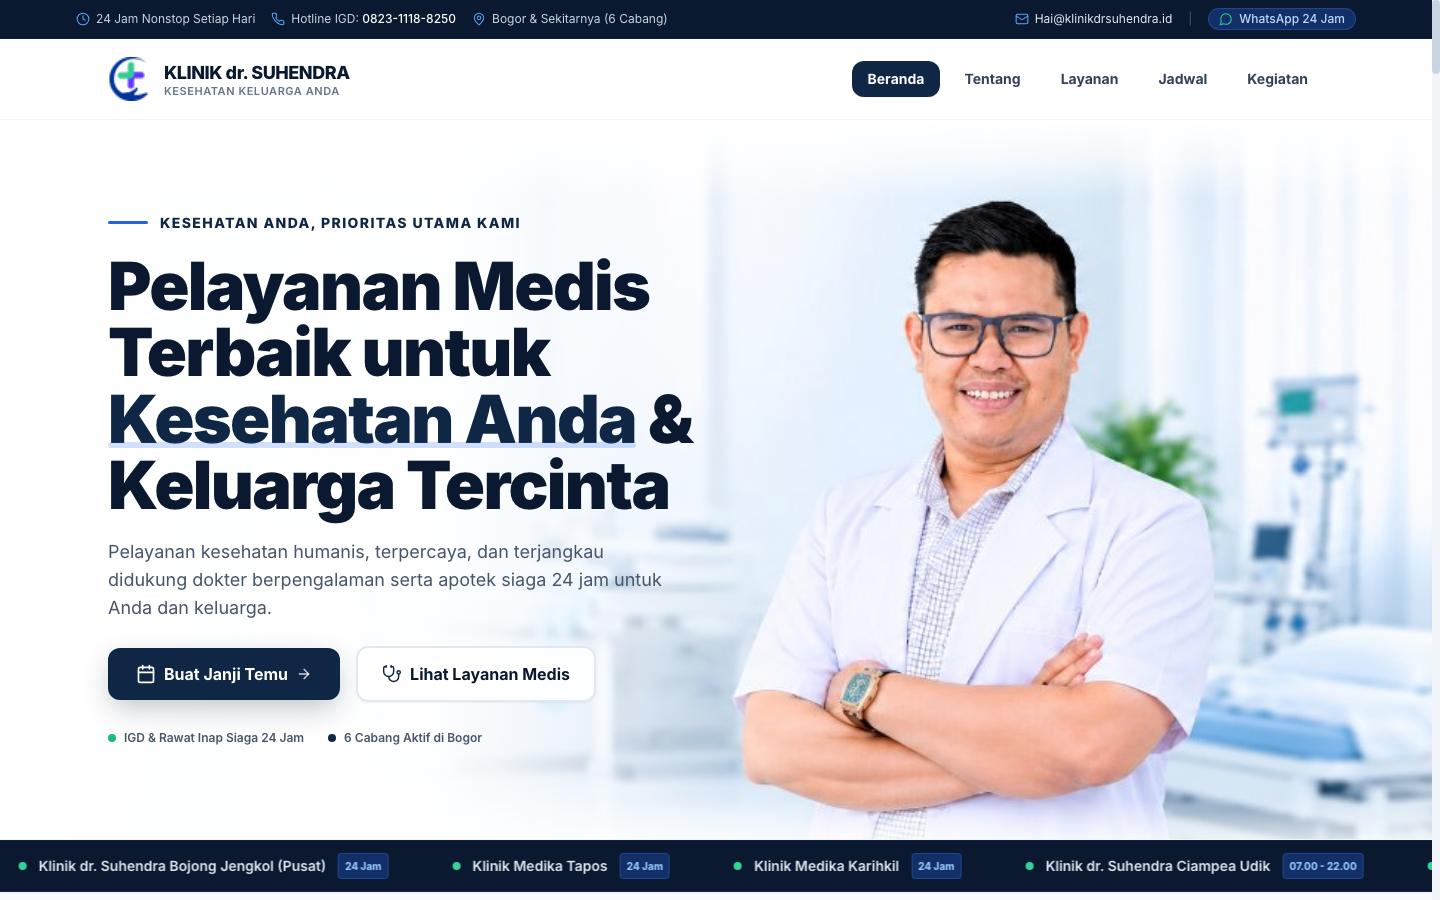 24 Jam Nonstop Setiap Hari
Hotline IGD: 0823-1118-8250
Bogor & Sekitarnya (6 Cabang)
Hai@klinikdrsuhendra.id
WhatsApp 24 Jam
KLINIK dr. SUHENDRA
KESEHATAN KELUARGA ANDA
Beranda
Tentang
Layanan
Jadwal
Kegiatan
KESEHATAN ANDA, PRIORITAS UTAMA KAMI
Pelayanan Medis
Terbaik untuk
Kesehatan Anda &
Keluarga Tercinta
Pelayanan kesehatan humanis, terpercaya, dan terjangkau
didukung dokter berpengalaman serta apotek siaga 24 jam untuk
Anda dan keluarga.
Buat Janji Temu
Lihat Layanan Medis
IGD & Rawat Inap Siaga 24 Jam
6 Cabang Aktif di Bogor
Klinik dr. Suhendra Bojong Jengkol (Pusat) 24 Jam
Klinik Medika Tapos 24 Jam
Klinik Medika Karihkil 24 Jam
Klinik dr. Suhendra Ciampea Udik 07.00 - 22.00